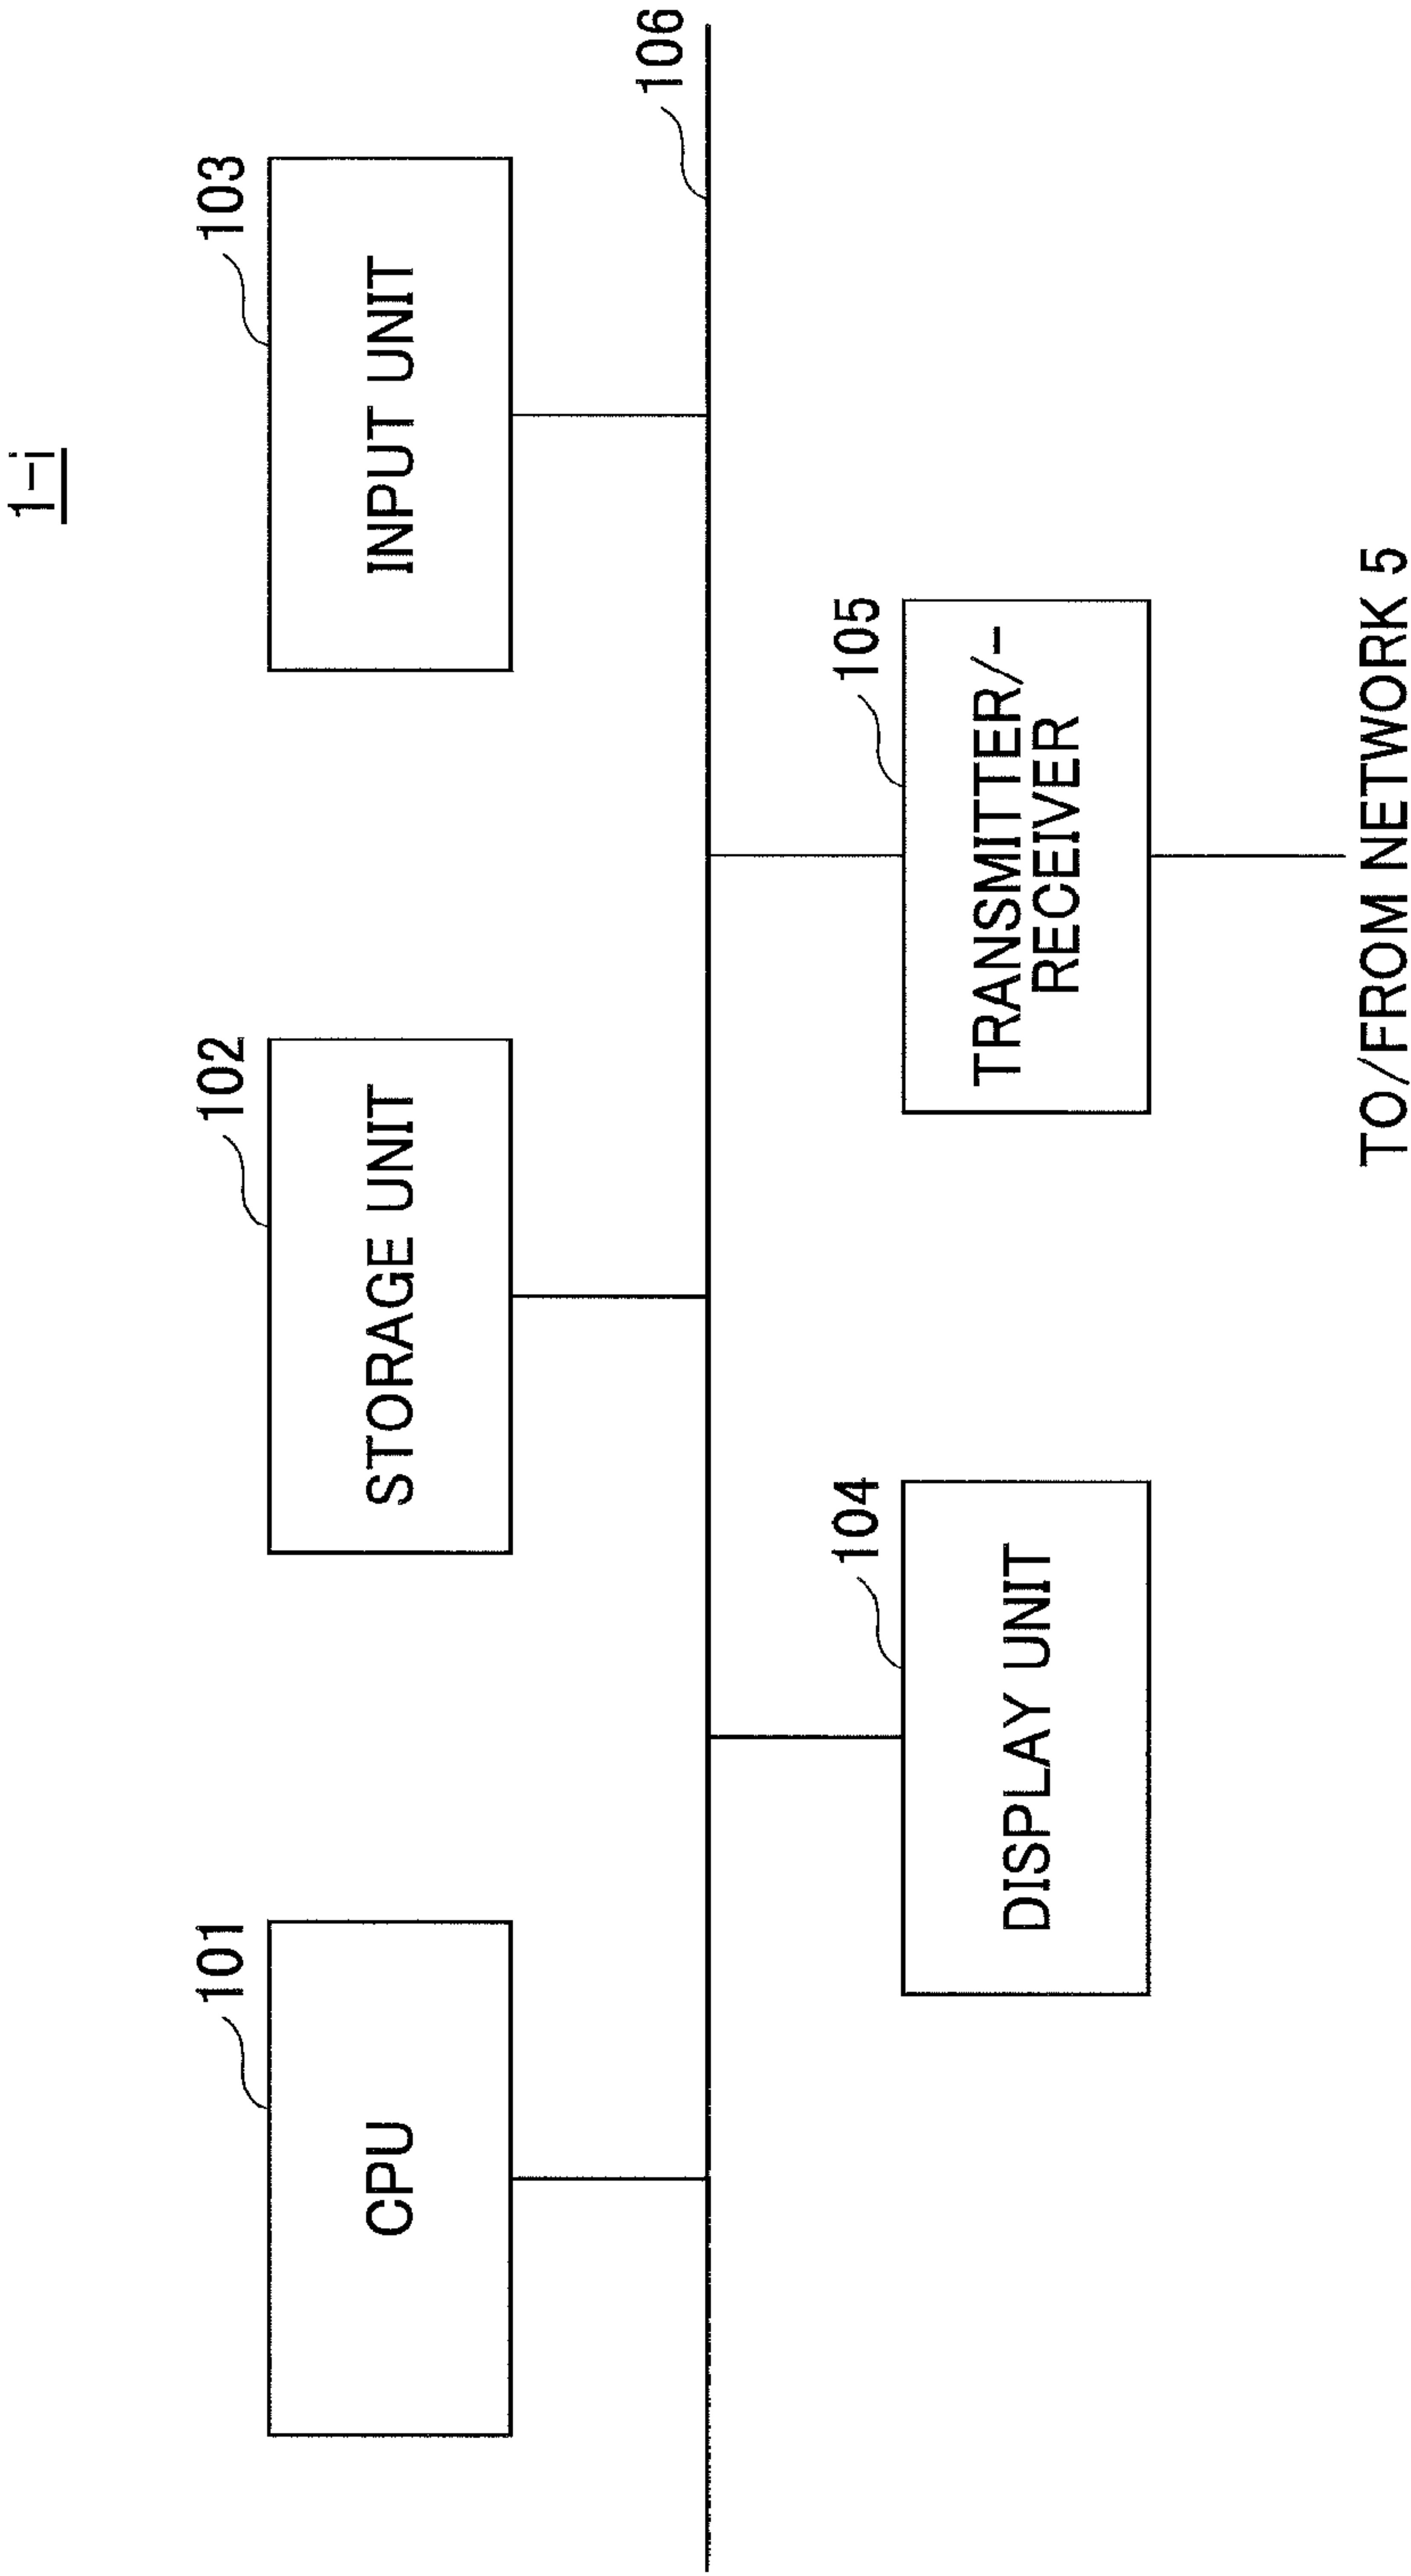 1-i
101
CPU
102
STORAGE UNIT
103
INPUT UNIT
106
104
DISPLAY UNIT
105
TRANSMITTER/-
RECEIVER
TO/FROM NETWORK 5